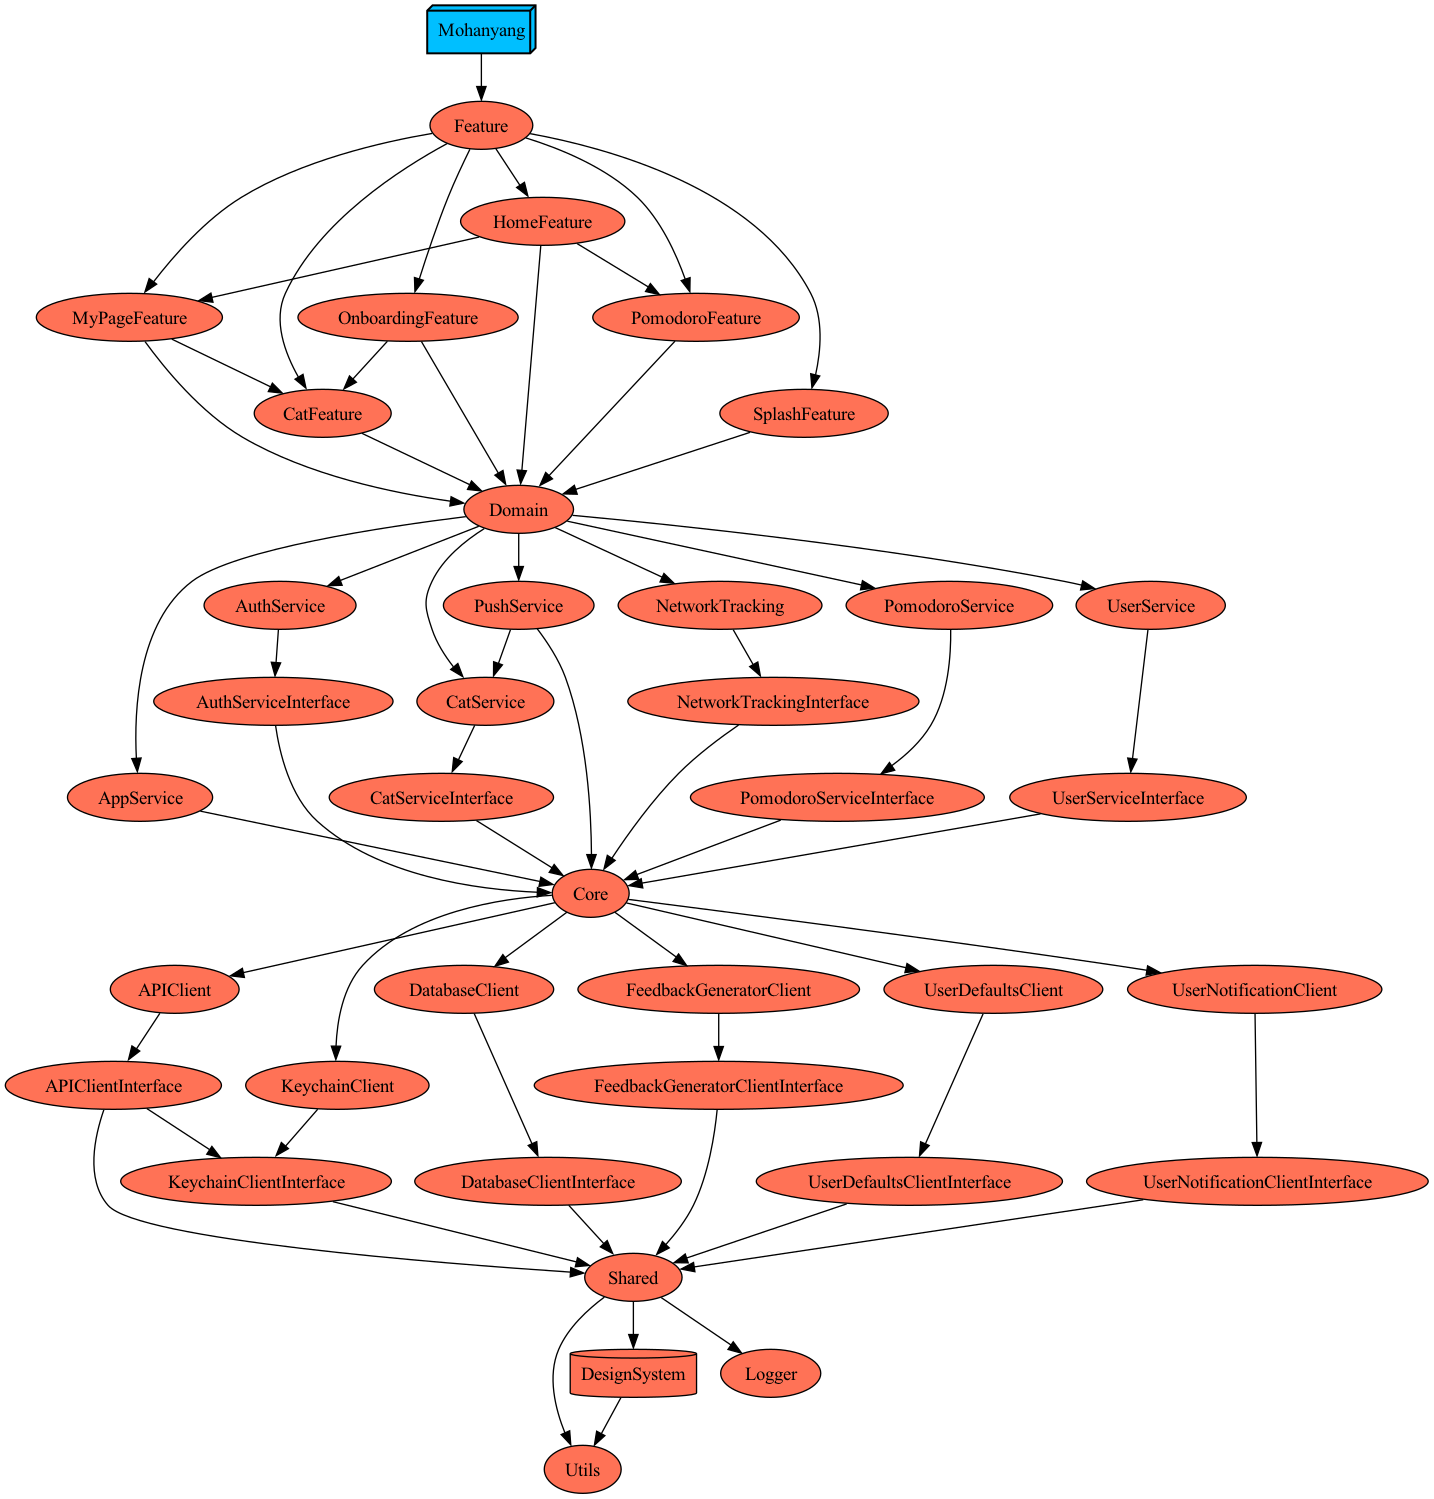 Mohanyang
Feature
HomeFeature
MyPageFeature
OnboardingFeature
PomodoroFeature
CatFeature
SplashFeature
Domain
AuthService
PushService
NetworkTracking
PomodoroService
UserService
AuthServiceInterface
CatService
NetworkTrackingInterface
AppService
CatServiceInterface
PomodoroServiceInterface
UserServiceInterface
Core
APIClient
DatabaseClient
FeedbackGeneratorClient
UserDefaultsClient
UserNotificationClient
APIClientInterface
KeychainClient
FeedbackGeneratorClientInterface
KeychainClientInterface
DatabaseClientInterface
UserDefaultsClientInterface
UserNotificationClientInterface
Shared
DesignSystem
Logger
Utils